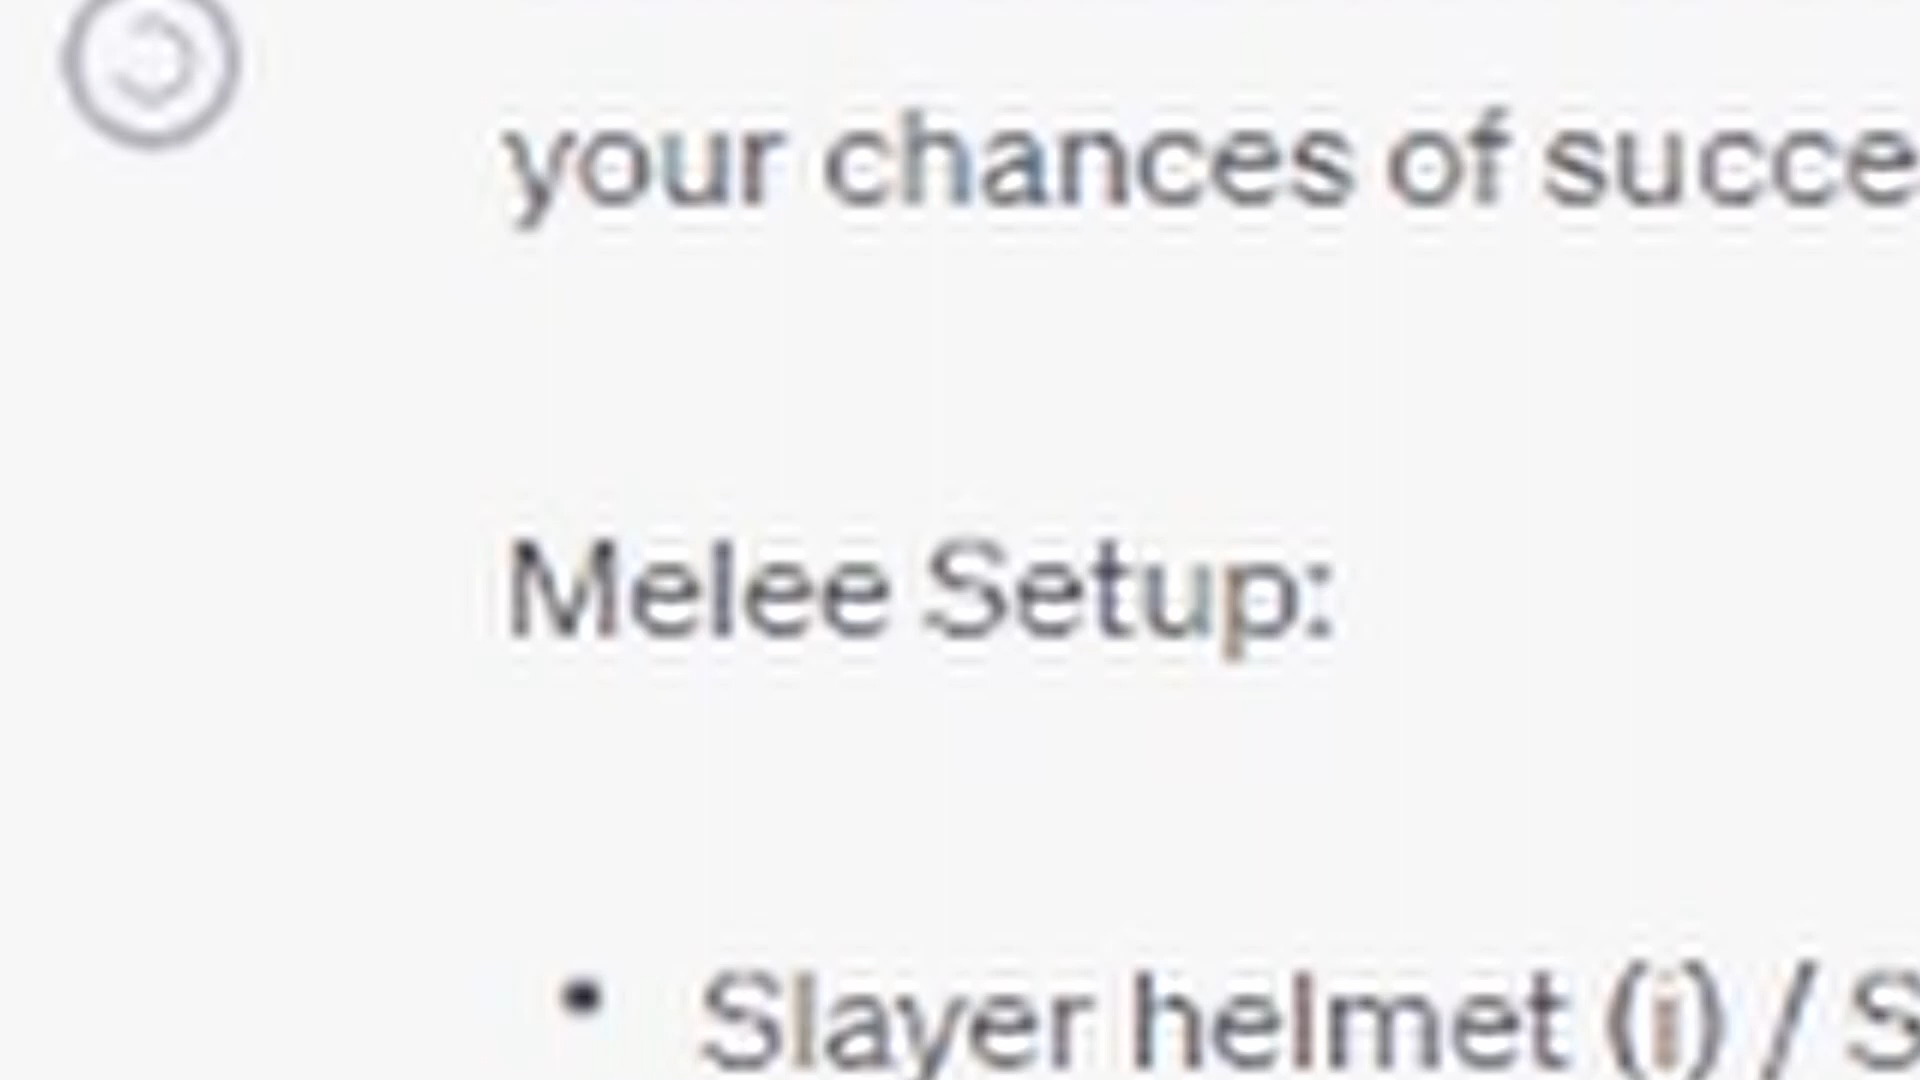 your chances of succe
Melee Setup:
• Slayer helmet (i) / S